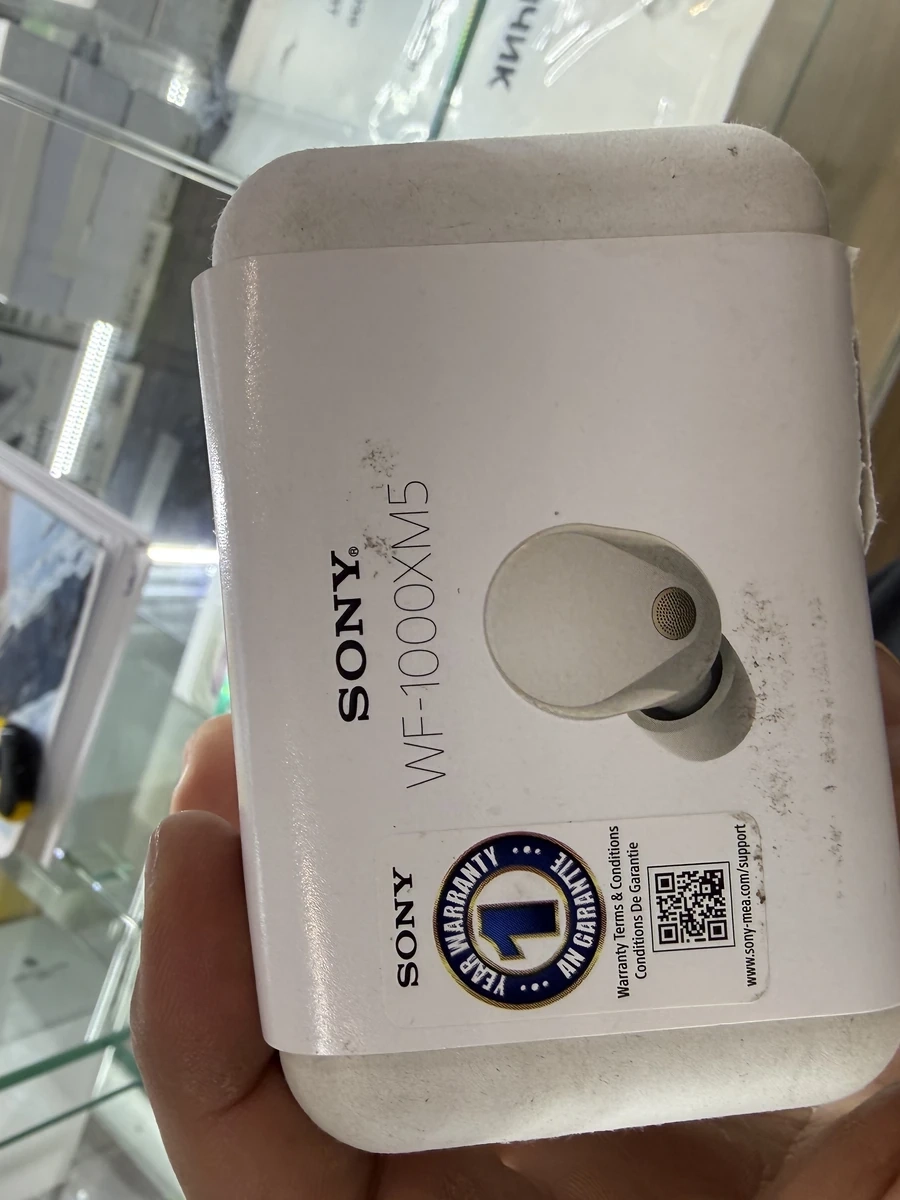 SONY®
WF-1000XM5
SONY
1
YEAR WARRANTY
AN GARANTIE
Warranty Terms & Conditions
Conditions De Garantie
www.sony-mea.com/support